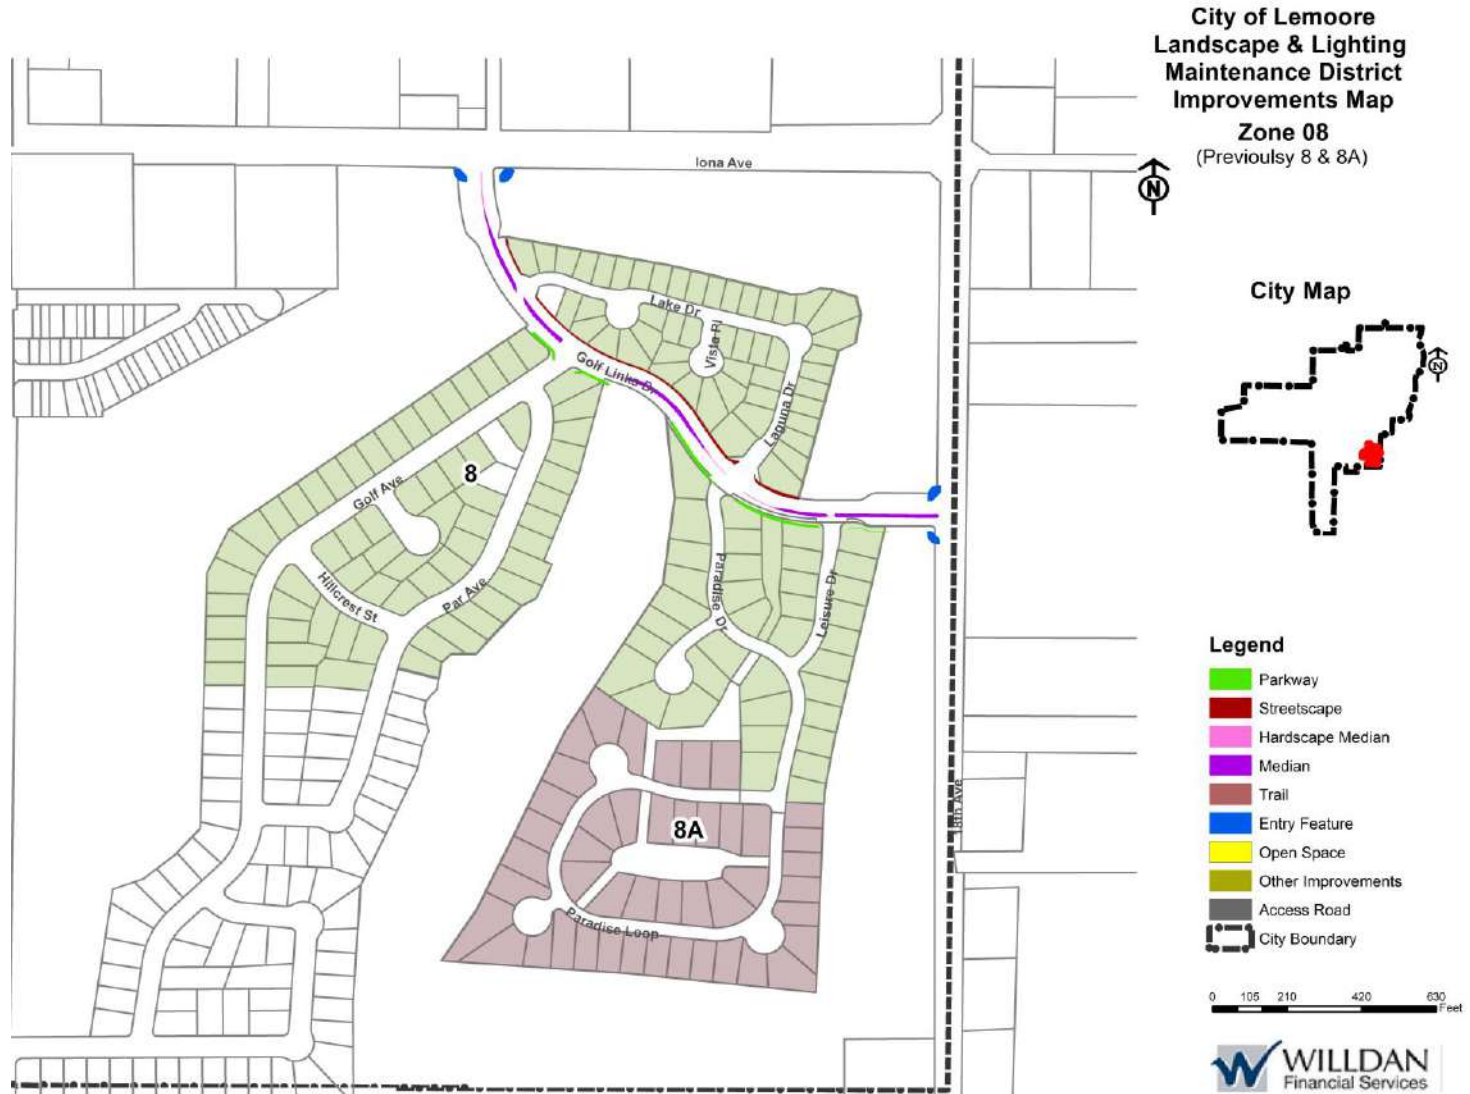 City of Lemoore
Landscape & Lighting
Maintenance District
Improvements Map
Zone 08
(Previoulsy 8 & 8A)
N
Iona Ave
Lake Dr
Vista Pl
Golf Links Dr
Laguna Dr
8
Golf Ave
Hillcrest St
Par Ave
Paradise Dr
Leisure Dr
18th Ave
8A
Paradise Loop
City Map
N
Legend
Parkway
Streetscape
Hardscape Median
Median
Trail
Entry Feature
Open Space
Other Improvements
Access Road
City Boundary
0 105 210 420 630
Feet
W WILLDAN
Financial Services